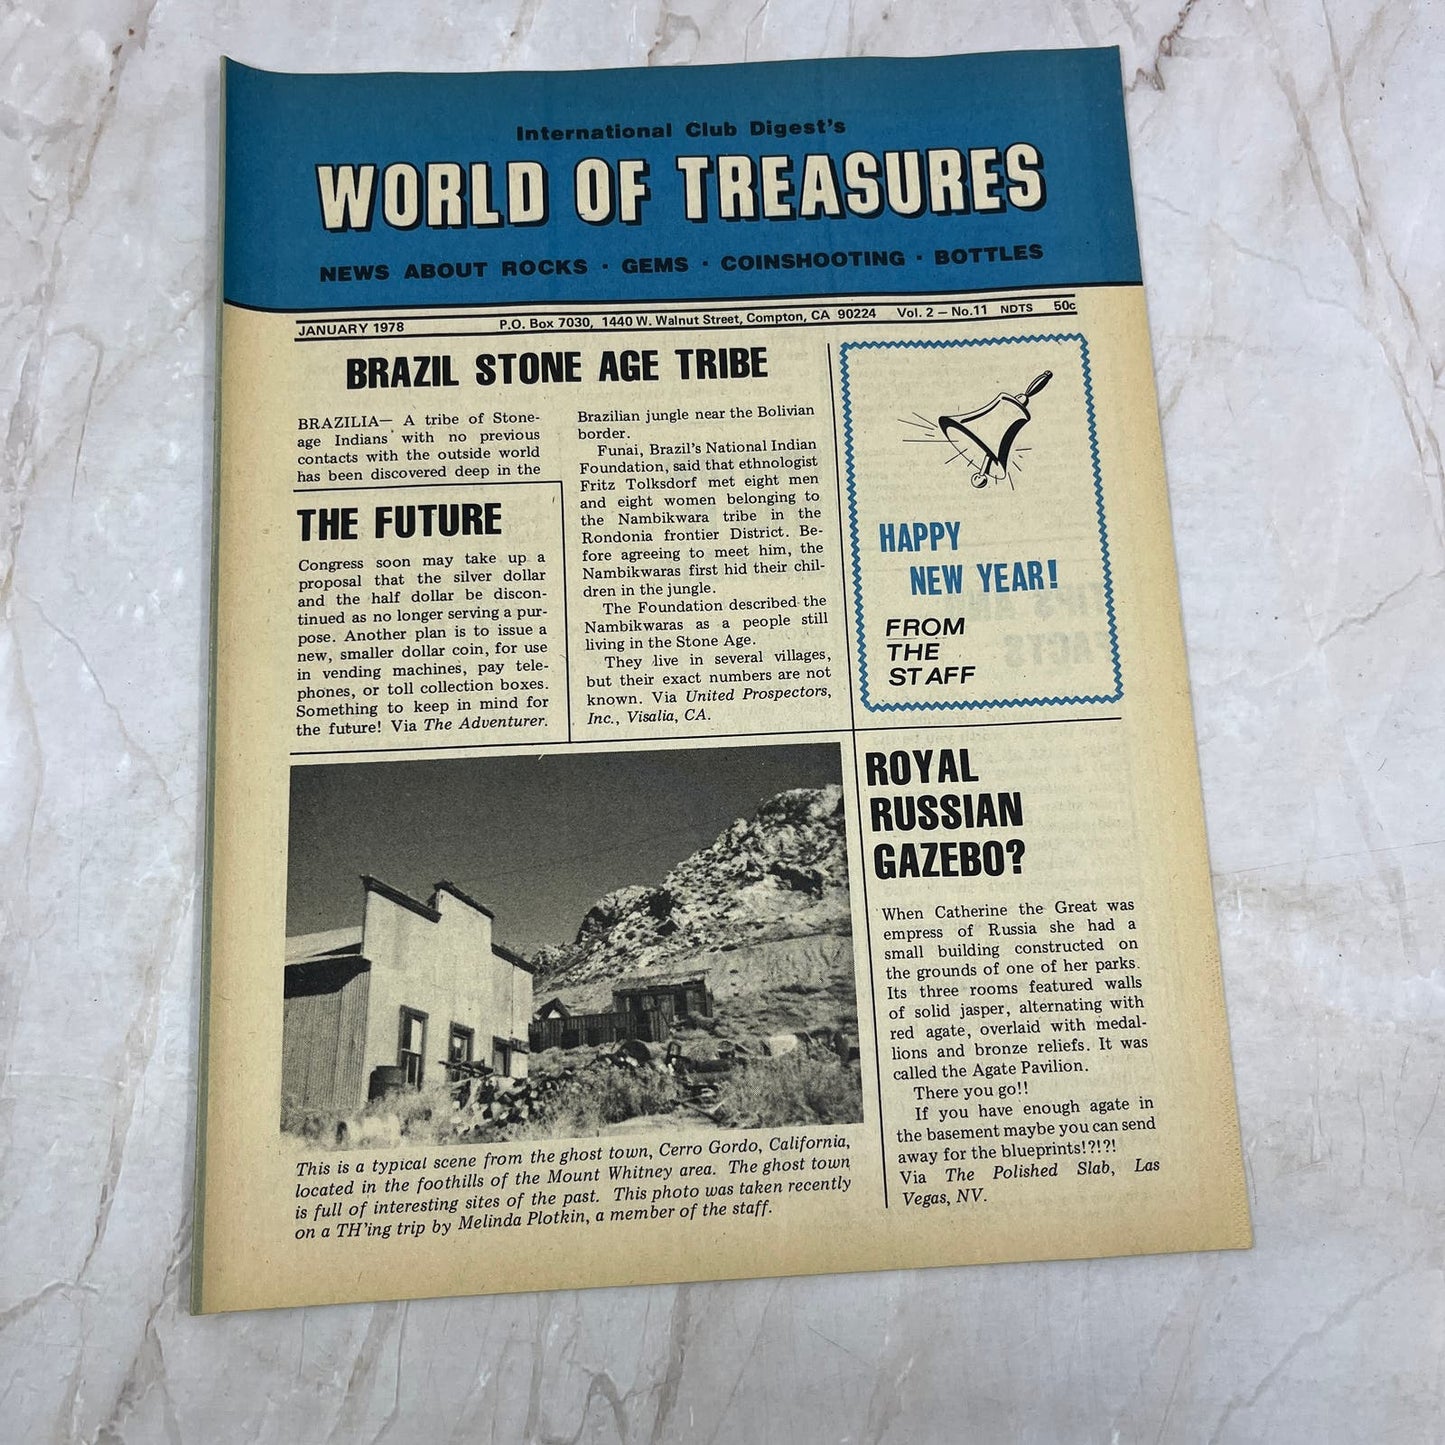 International Club Digest's
WORLD OF TREASURES
NEWS ABOUT ROCKS · GEMS · COINSHOOTING · BOTTLES
JANUARY 1978 P.O. Box 7030, 1440 W. Walnut Street, Compton, CA 90224 Vol. 2 – No.11 NDTS 50c
BRAZIL STONE AGE TRIBE
BRAZILIA— A tribe of Stone-
age Indians with no previous
contacts with the outside world
has been discovered deep in the
Brazilian jungle near the Bolivian
border.
Funai, Brazil's National Indian
Foundation, said that ethnologist
Fritz Tolksdorf met eight men
and eight women belonging to
the Nambikwara tribe in the
Rondonia frontier District. Be-
fore agreeing to meet him, the
Nambikwaras first hid their chil-
dren in the jungle.
The Foundation described the
Nambikwaras as a people still
living in the Stone Age.
They live in several villages,
but their exact numbers are not
known. Via United Prospectors,
Inc., Visalia, CA.
THE FUTURE
Congress soon may take up a
proposal that the silver dollar
and the half dollar be discon-
tinued as no longer serving a pur-
pose. Another plan is to issue a
new, smaller dollar coin, for use
in vending machines, pay tele-
phones, or toll collection boxes.
Something to keep in mind for
the future! Via The Adventurer.
HAPPY
NEW YEAR!
FROM
THE
STAFF
ROYAL
RUSSIAN
GAZEBO?
When Catherine the Great was
empress of Russia she had a
small building constructed on
the grounds of one of her parks.
Its three rooms featured walls
of solid jasper, alternating with
red agate, overlaid with medal-
lions and bronze reliefs. It was
called the Agate Pavilion.
There you go!!
If you have enough agate in
the basement maybe you can send
away for the blueprints!?!?!
Via The Polished Slab, Las
Vegas, NV.
This is a typical scene from the ghost town, Cerro Gordo, California,
located in the foothills of the Mount Whitney area. The ghost town
is full of interesting sites of the past. This photo was taken recently
on a TH'ing trip by Melinda Plotkin, a member of the staff.